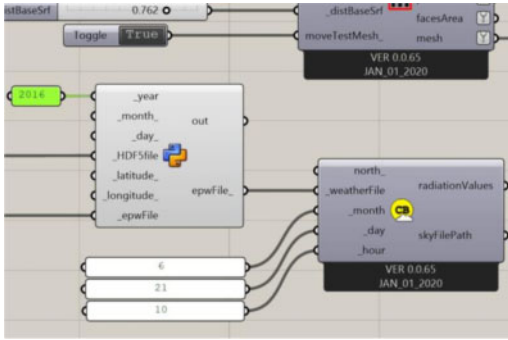 istBaseSrf 0.762
Toggle True
_distBaseSrf
moveTestMesh_
facesArea
mesh
VER 0.0.65
JAN_01_2020
2016
_year
_month_
_day_
_HDF5file
_latitude_
_longitude_
_epwFile
out
epwFile_
north_
_weatherFile
_month
_day
_hour
radiationValues
skyFilePath
CB
VER 0.0.65
JAN_01_2020
6
21
10